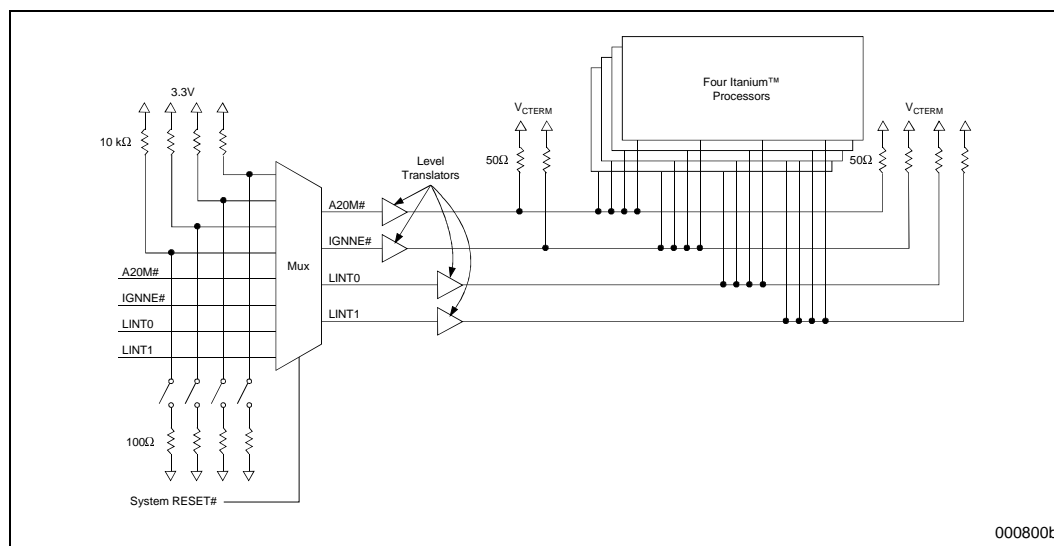 Four Itanium™
Processors
3.3V
VCTERM
VCTERM
10 kΩ
50Ω
50Ω
Level
Translators
A20M#
IGNNE#
Mux
LINT0
LINT1
A20M#
IGNNE#
LINT0
LINT1
100Ω
System RESET#
000800b